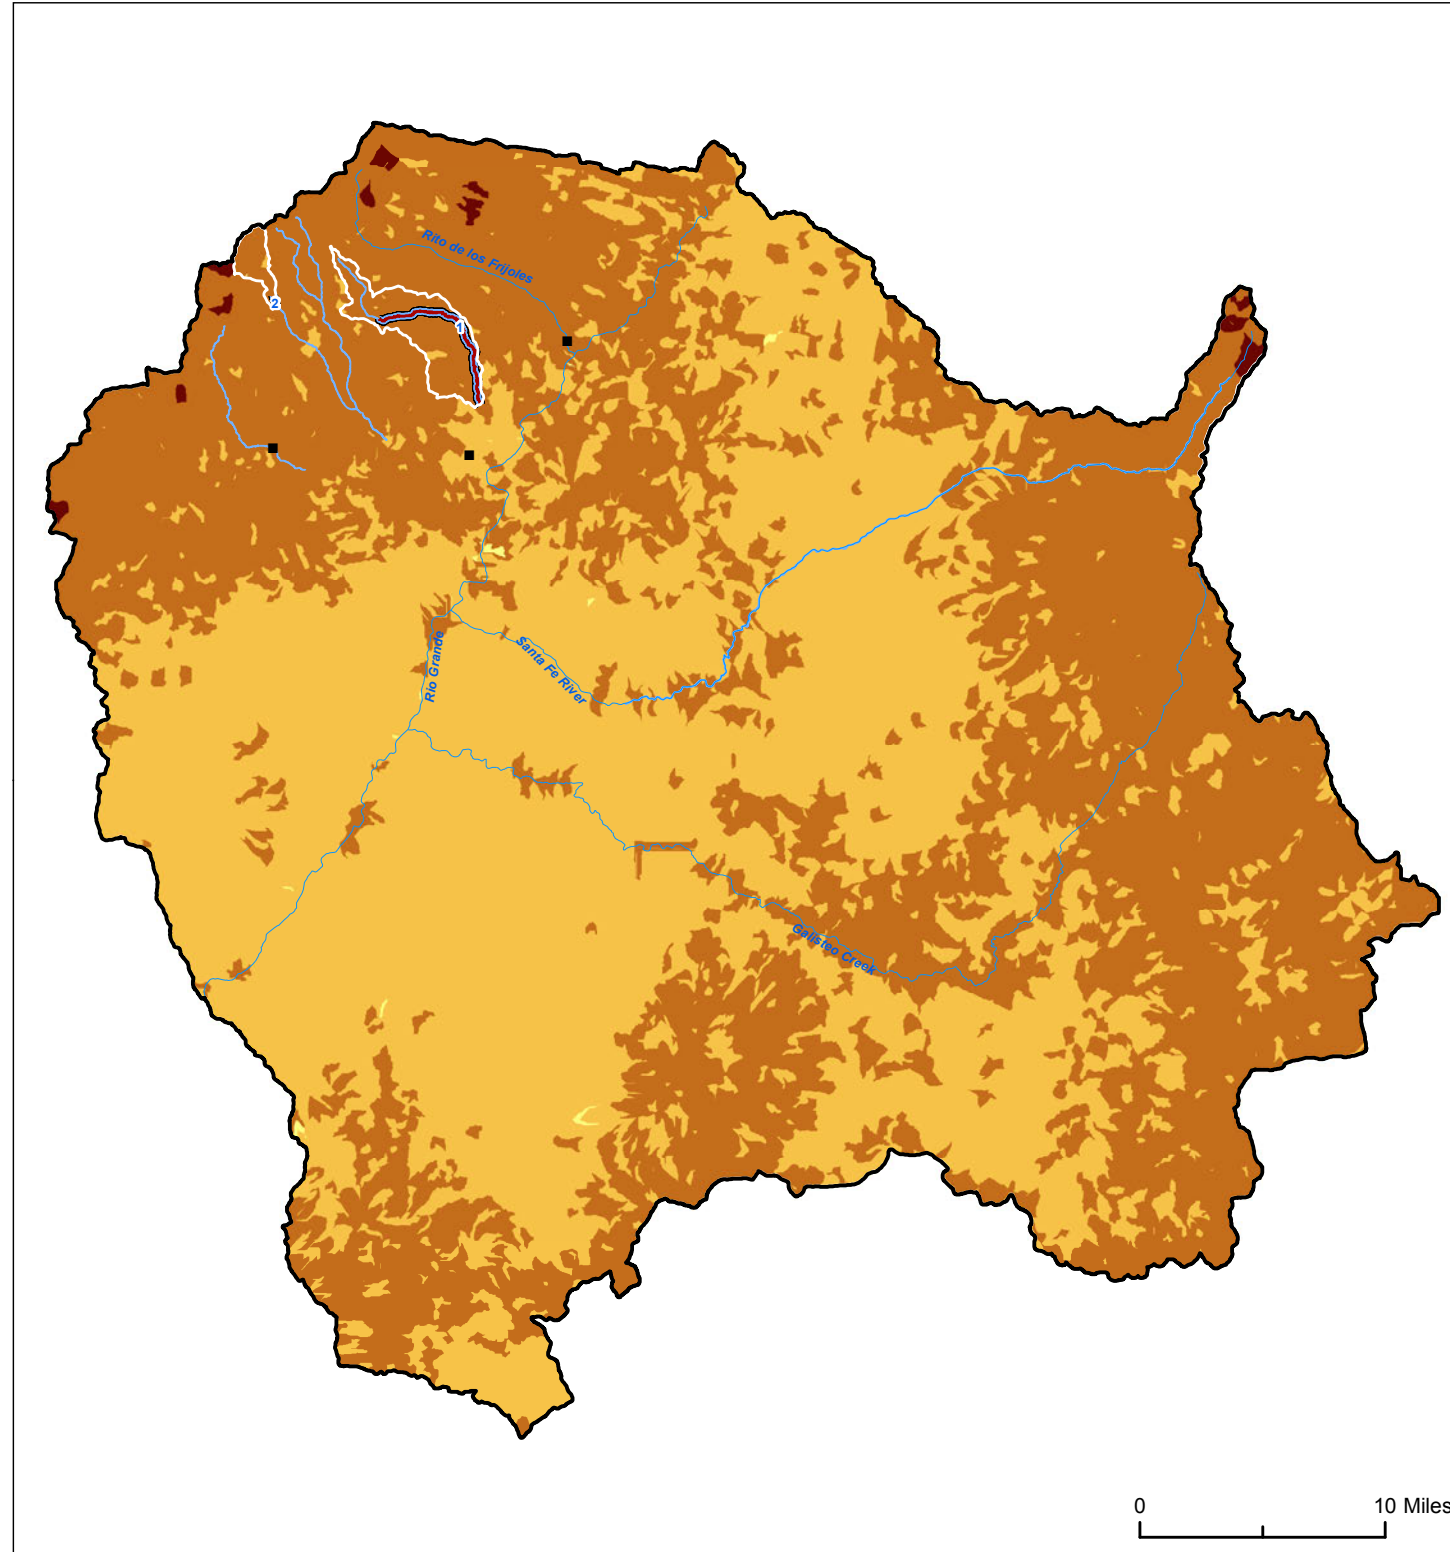 Rito de los Frijoles
2
1
Santa Fe River
Rio Grande
Galisteo Creek
0 10 Miles